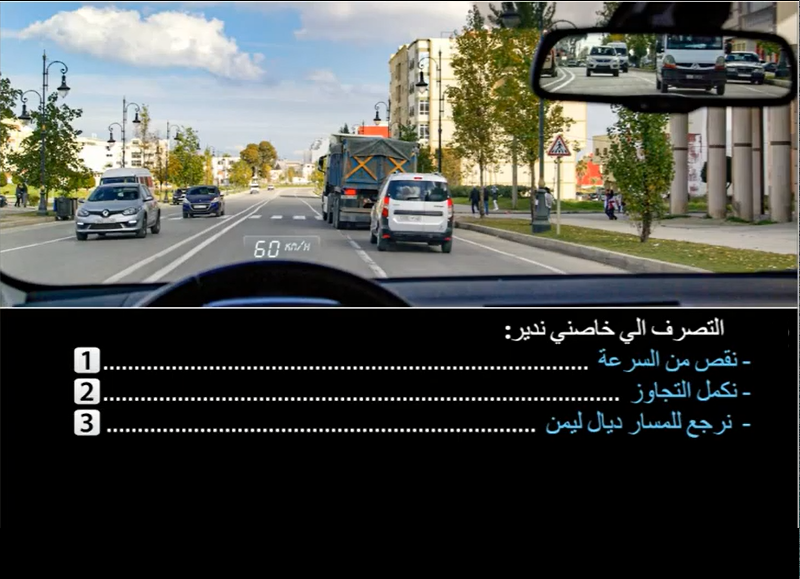 60 KM/H
التصرف الي خاصني ندير:
- نقص من السرعة ........................................ 1
- نكمل التجاوز ........................................ 2
- نرجع للمسار ديال ليمن ........................................ 3